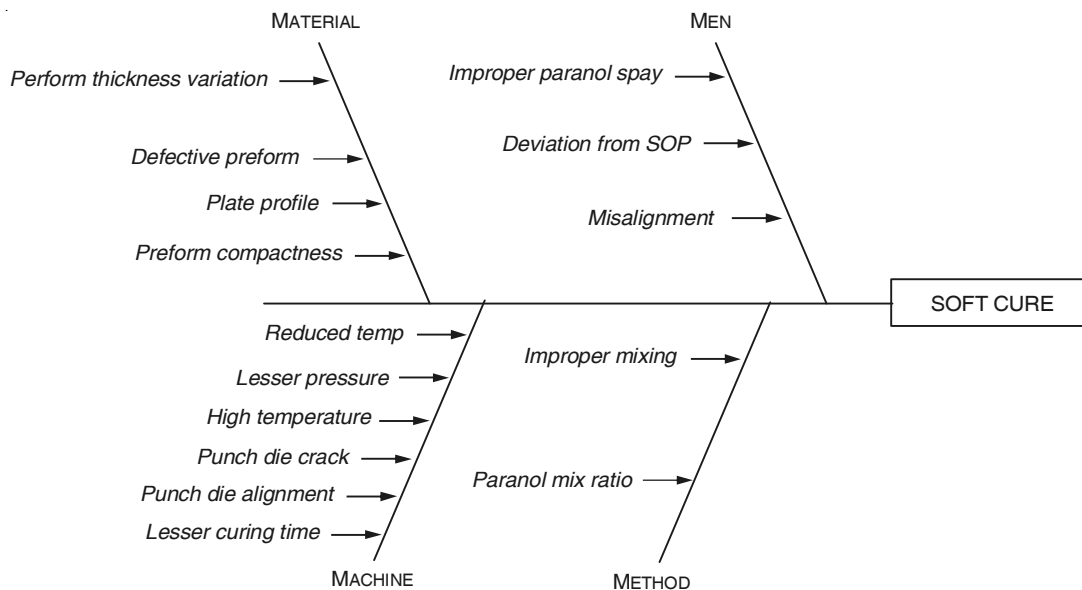 MATERIAL
MEN
Perform thickness variation
Improper paranol spay
Defective preform
Deviation from SOP
Plate profile
Misalignment
Preform compactness
SOFT CURE
Reduced temp
Improper mixing
Lesser pressure
High temperature
Punch die crack
Paranol mix ratio
Punch die alignment
Lesser curing time
MACHINE
METHOD